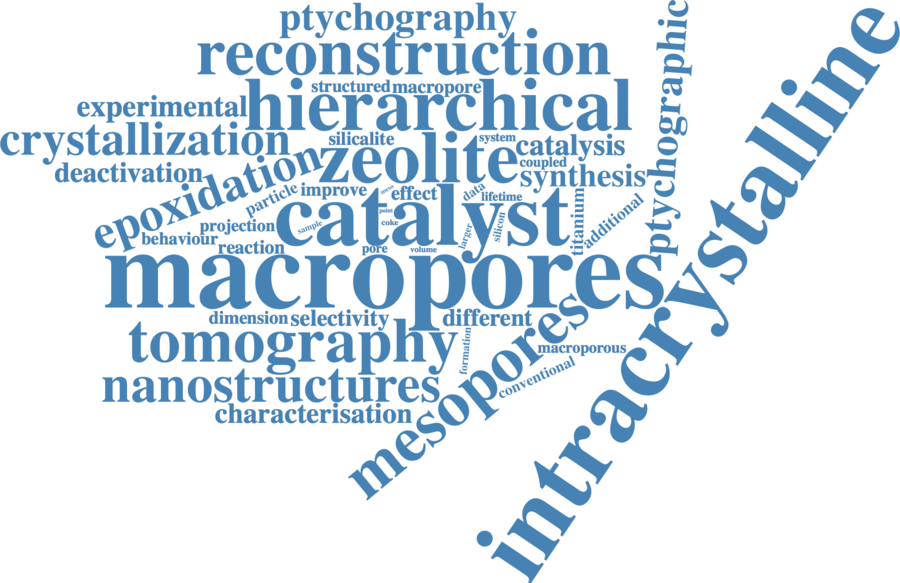 ptychography
reconstruction
ptychographic
intracrystalline
structured macropore
experimental
hierarchical
crystallization
silicalite
system
catalysis
zeolite
coupled
deactivation
synthesis
epoxidation
particle
improve
meso
effect
data
lifetime
catalyst
point
coke
sample
larger
silicon
titanium
additional
projection
behaviour
reaction
pore
volume
macropores
dimension
selectivity
different
mesopores
tomography
formation
macroporous
conventional
nanostructures
characterisation